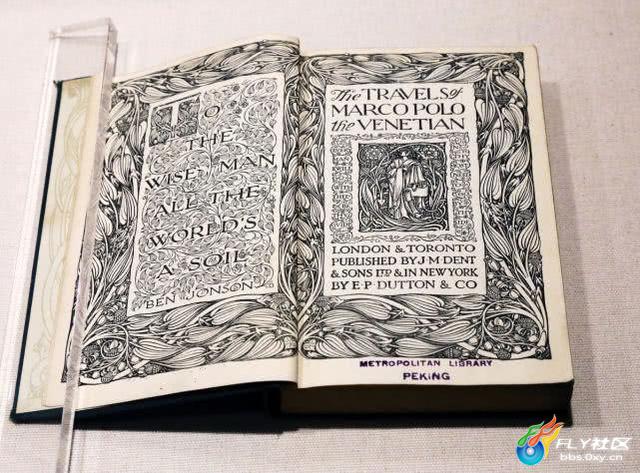 TO
THE
WISE MAN
ALL THE
WORLD'S
A SOIL
BEN JONSON
The TRAVELS of
MARCO POLO
the VENETIAN
LONDON & TORONTO
PUBLISHED BY J·M·DENT
& SONS LTD & IN NEW YORK
BY E·P·DUTTON & CO
METROPOLITAN LIBRARY
PEKING
FLY社区
bbs.0xy.cn